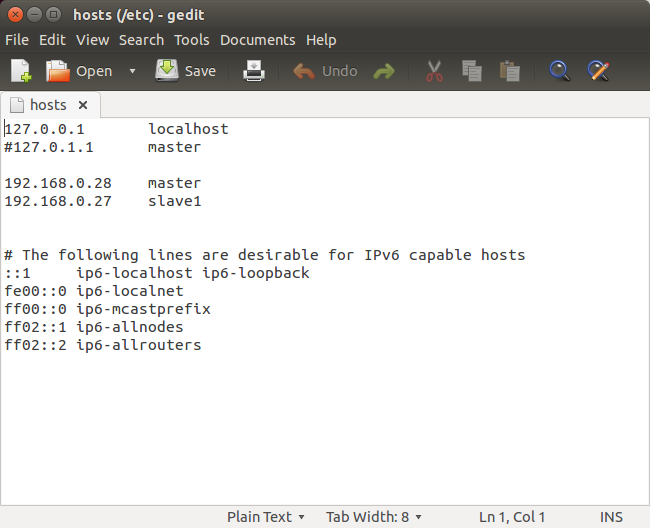 hosts (/etc) - gedit
File Edit View Search Tools Documents Help
Open Save Undo
hosts
127.0.0.1       localhost
#127.0.1.1      master
192.168.0.28    master
192.168.0.27    slave1
# The following lines are desirable for IPv6 capable hosts
::1     ip6-localhost ip6-loopback
fe00::0 ip6-localnet
ff00::0 ip6-mcastprefix
ff02::1 ip6-allnodes
ff02::2 ip6-allrouters
Plain Text Tab Width: 8 Ln 1, Col 1 INS